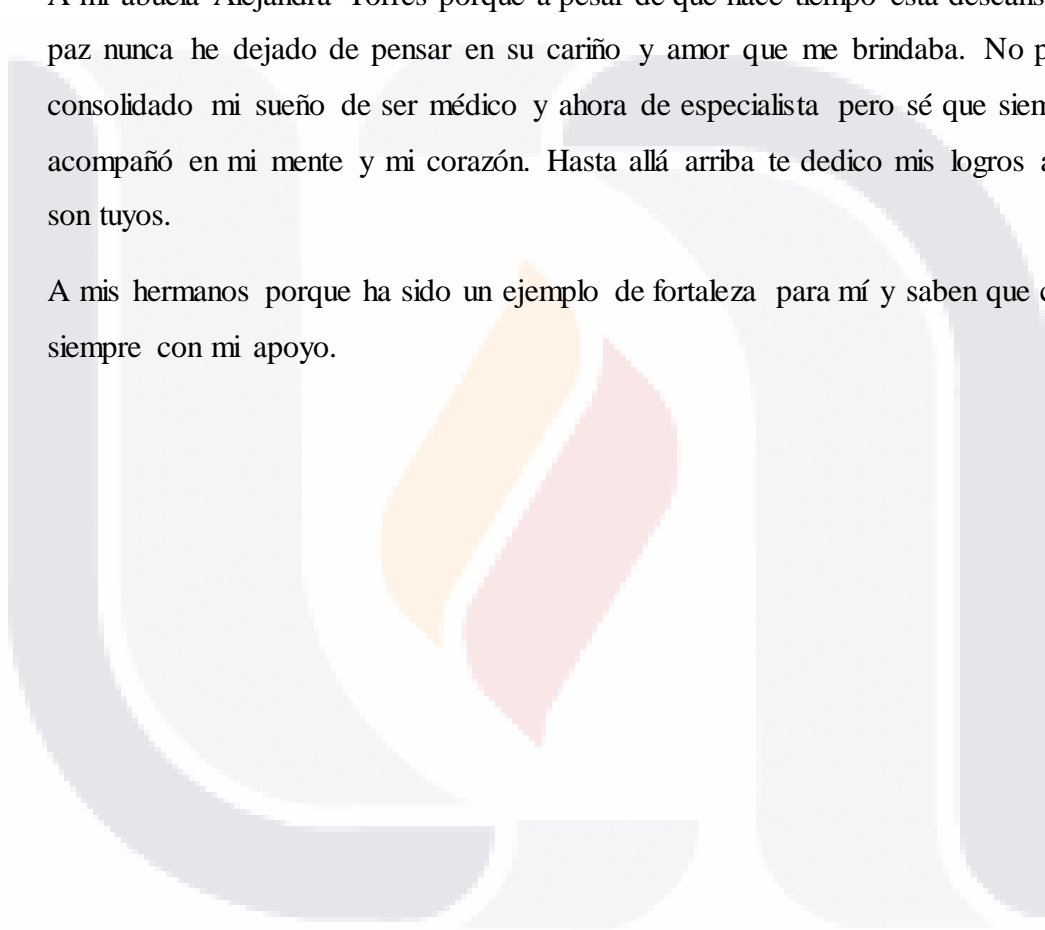 A mi abuela Alejandra Torres porque a pesar de que hace tiempo está
paz nunca he dejado de pensar en su cariño y amor que me brindaba. No
consolidado mi sueño de ser médico y ahora de especialista pero sé que
acompañó en mi mente y mi corazón. Hasta allá arriba te dedico mis logros
son tuyos.
A mis hermanos porque ha sido un ejemplo de fortaleza para mí y saben que
siempre con mi apoyo.